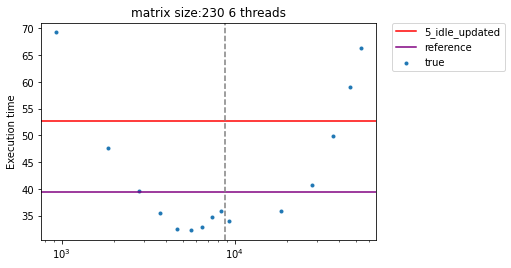 matrix size:230 6 threads
5_idle_updated
reference
true
Execution time
70
65
60
55
50
45
40
35
10³
10⁴